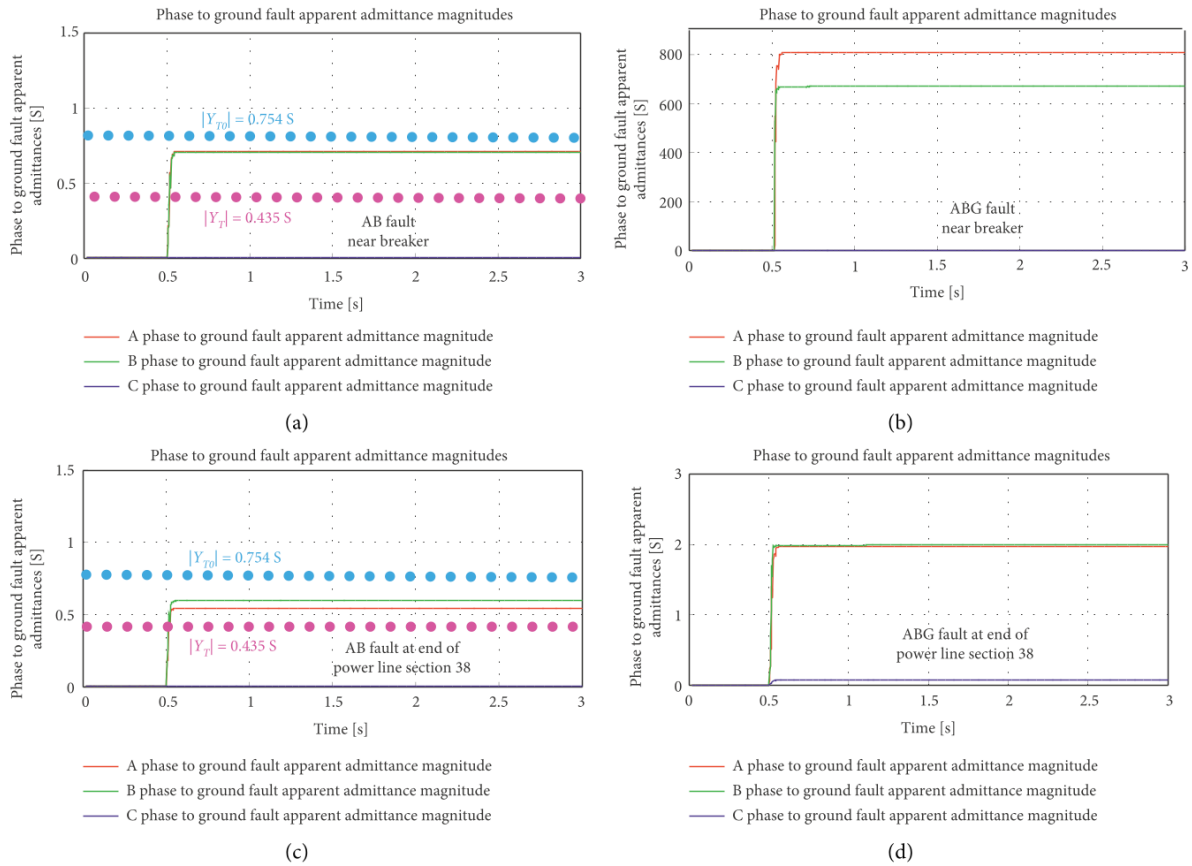 Phase to ground fault apparent admittance magnitudes
Phase to ground fault apparent
admittances [S]
1.5
1
0.5
0
|Y_{T0}| = 0.754 S
|Y_T| = 0.435 S
AB fault
near breaker
0
0.5
1
1.5
2
2.5
3
Time [s]
A phase to ground fault apparent admittance magnitude
B phase to ground fault apparent admittance magnitude
C phase to ground fault apparent admittance magnitude
(a)
Phase to ground fault apparent admittance magnitudes
Phase to ground fault apparent
admittances [S]
800
600
400
200
0
ABG fault
near breaker
0
0.5
1
1.5
2
2.5
3
Time [s]
A phase to ground fault apparent admittance magnitude
B phase to ground fault apparent admittance magnitude
C phase to ground fault apparent admittance magnitude
(b)
Phase to ground fault apparent admittance magnitudes
Phase to ground fault apparent
admittances [S]
1.5
1
0.5
0
|Y_{T0}| = 0.754 S
|Y_T| = 0.435 S
AB fault at end of
power line section 38
0
0.5
1
1.5
2
2.5
3
Time [s]
A phase to ground fault apparent admittance magnitude
B phase to ground fault apparent admittance magnitude
C phase to ground fault apparent admittance magnitude
(c)
Phase to ground fault apparent admittance magnitudes
Phase to ground fault apparent
admittances [S]
3
2
1
0
ABG fault at end of
power line section 38
0
0.5
1
1.5
2
2.5
3
Time [s]
A phase to ground fault apparent admittance magnitude
B phase to ground fault apparent admittance magnitude
C phase to ground fault apparent admittance magnitude
(d)